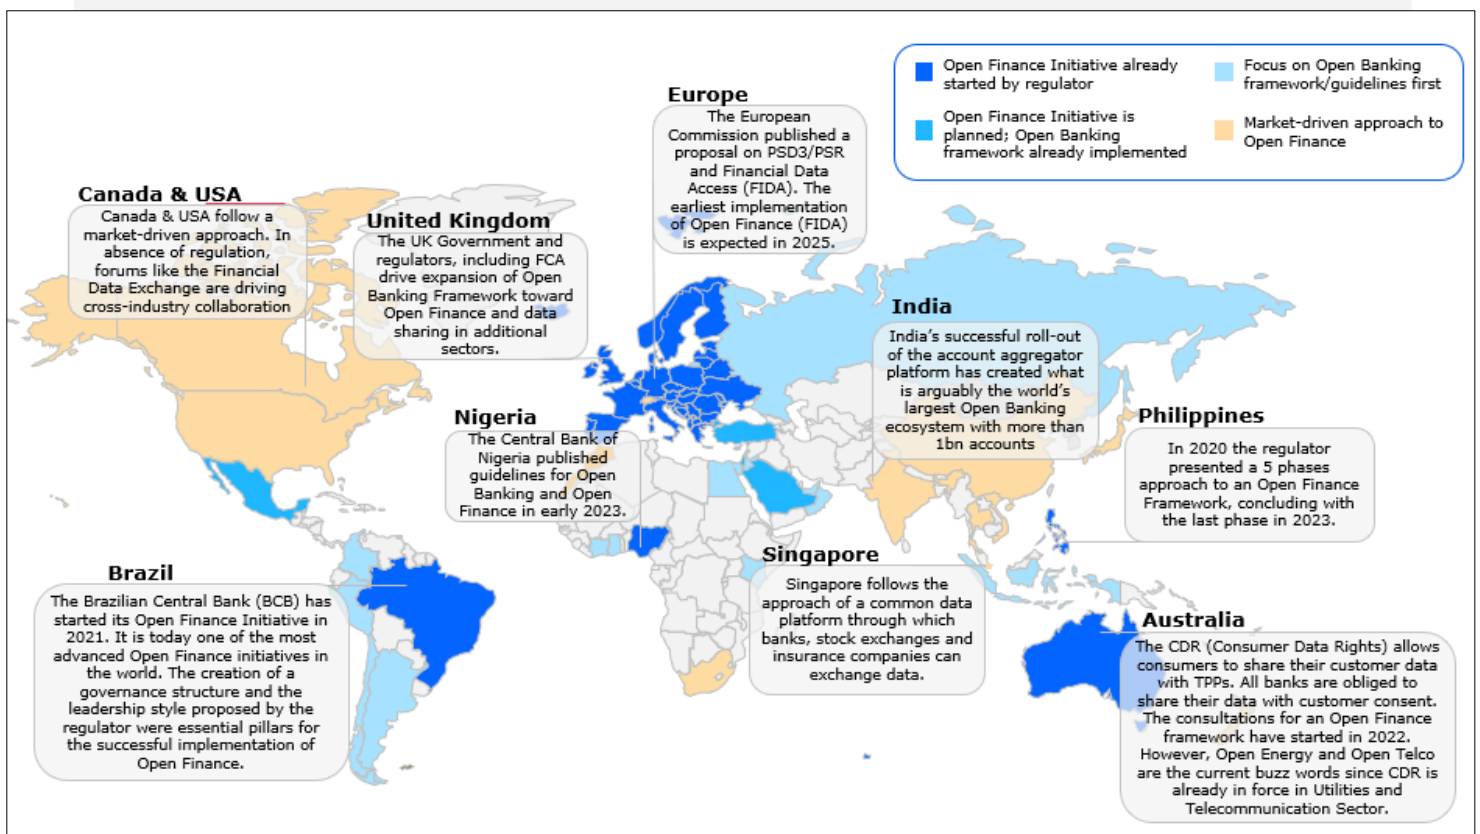 Open Finance Initiative already
started by regulator
Focus on Open Banking
framework/guidelines first
Open Finance Initiative is
planned; Open Banking
framework already implemented
Market-driven approach to
Open Finance
Europe
The European
Commission published a
proposal on PSD3/PSR
and Financial Data
Access (FIDA). The
earliest implementation
of Open Finance (FIDA)
is expected in 2025.
Canada & USA
Canada & USA follow a
market-driven approach. In
absence of regulation,
forums like the Financial
Data Exchange are driving
cross-industry collaboration
United Kingdom
The UK Government and
regulators, including FCA
drive expansion of Open
Banking Framework toward
Open Finance and data
sharing in additional
sectors.
India
India's successful roll-out
of the account aggregator
platform has created what
is arguably the world's
largest Open Banking
ecosystem with more than
1bn accounts
Nigeria
The Central Bank of
Nigeria published
guidelines for Open
Banking and Open
Finance in early 2023.
Philippines
In 2020 the regulator
presented a 5 phases
approach to an Open Finance
Framework, concluding with
the last phase in 2023.
Brazil
The Brazilian Central Bank (BCB) has
started its Open Finance Initiative in
2021. It is today one of the most
advanced Open Finance initiatives in
the world. The creation of a
governance structure and the
leadership style proposed by the
regulator were essential pillars for
the successful implementation of
Open Finance.
Singapore
Singapore follows the
approach of a common data
platform through which
banks, stock exchanges and
insurance companies can
exchange data.
Australia
The CDR (Consumer Data Rights) allows
consumers to share their customer data
with TPPs. All banks are obliged to
share their data with customer consent.
The consultations for an Open Finance
framework have started in 2022.
However, Open Energy and Open Telco
are the current buzz words since CDR is
already in force in Utilities and
Telecommunication Sector.